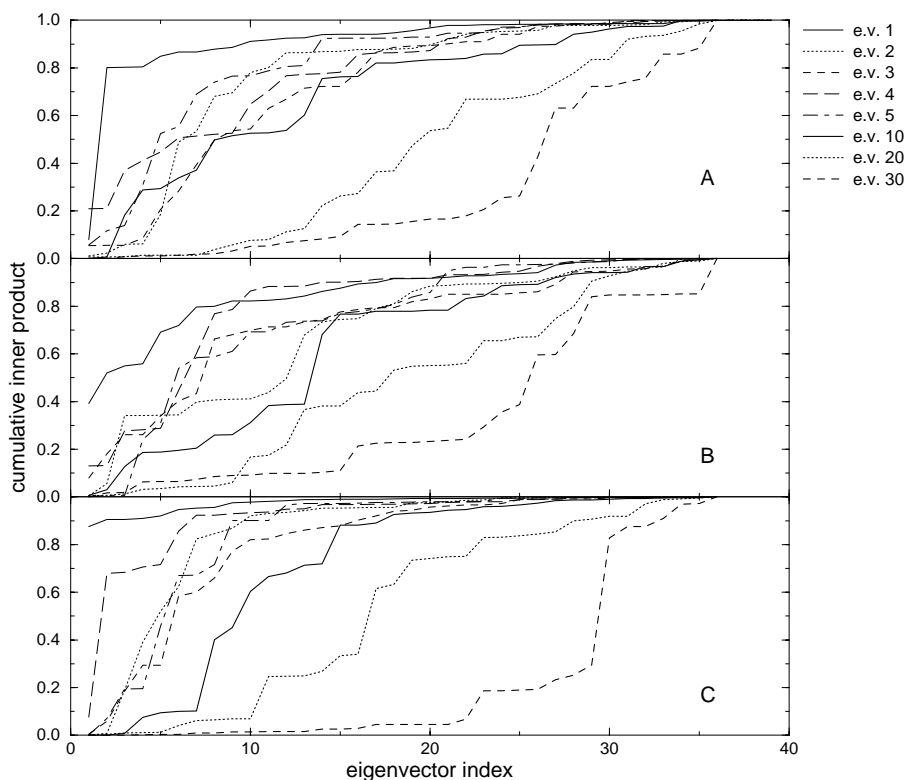 1.0
0.8
0.6
0.4
0.2
0.0
0.8
0.6
0.4
0.2
0.0
0.8
0.6
0.4
0.2
0.0
A
B
C
cumulative inner product
0
10
20
30
40
eigenvector index
e.v. 1
e.v. 2
e.v. 3
e.v. 4
e.v. 5
e.v. 10
e.v. 20
e.v. 30